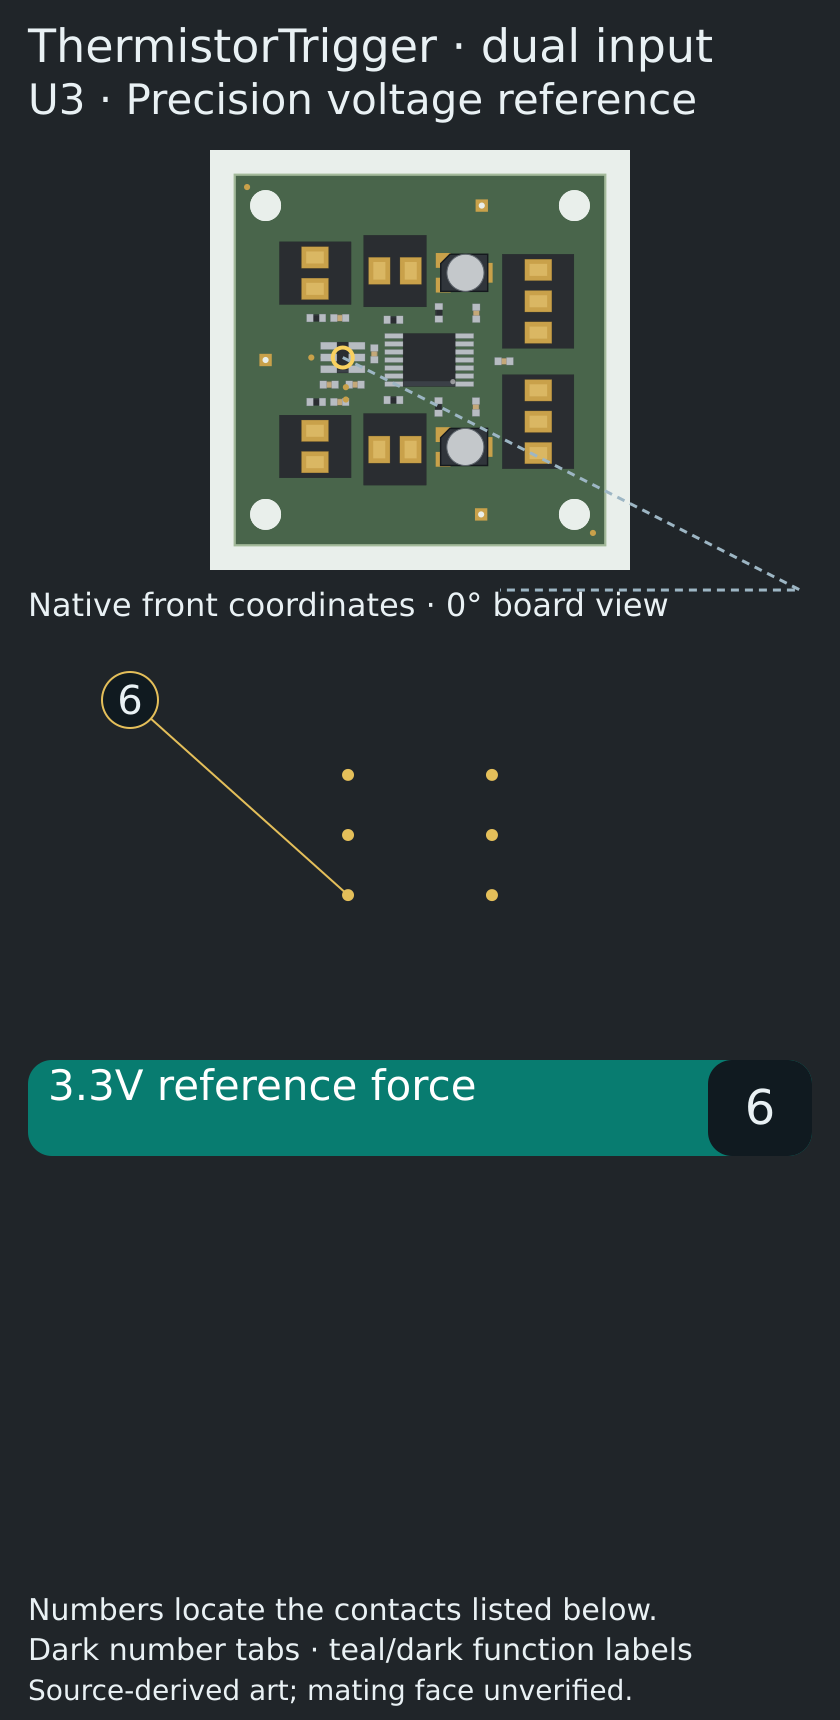 ThermistorTrigger · dual input
U3 · Precision voltage reference
Native front coordinates · 0° board view
6
3.3V reference force
6
Numbers locate the contacts listed below.
Dark number tabs · teal/dark function labels
Source-derived art; mating face unverified.